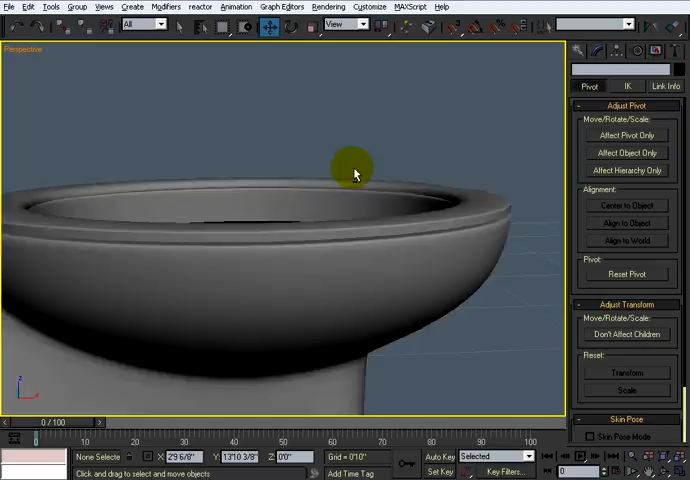 File Edit Tools Group Views Create Modifiers reactor Animation Graph Editors Rendering Customize MAXScript Help
All View
Perspective
Pivot IK Link Info
- Adjust Pivot
Move/Rotate/Scale:
Affect Pivot Only
Affect Object Only
Affect Hierarchy Only
Alignment:
Center to Object
Align to Object
Align to World
Pivot:
Reset Pivot
- Adjust Transform
Move/Rotate/Scale:
Don't Affect Children
Reset:
Transform
Scale
- Skin Pose
Skin Pose Mode
z
x
< 0 / 100 >
0 10 20 30 40 50 60 70 80 90 100
None Selecte X: 2'9 6/8" Y: 13'10 3/8" Z: 0'0" Grid = 0'10" Auto Key Selected
Click and drag to select and move objects Add Time Tag Set Key Key Filters... 0